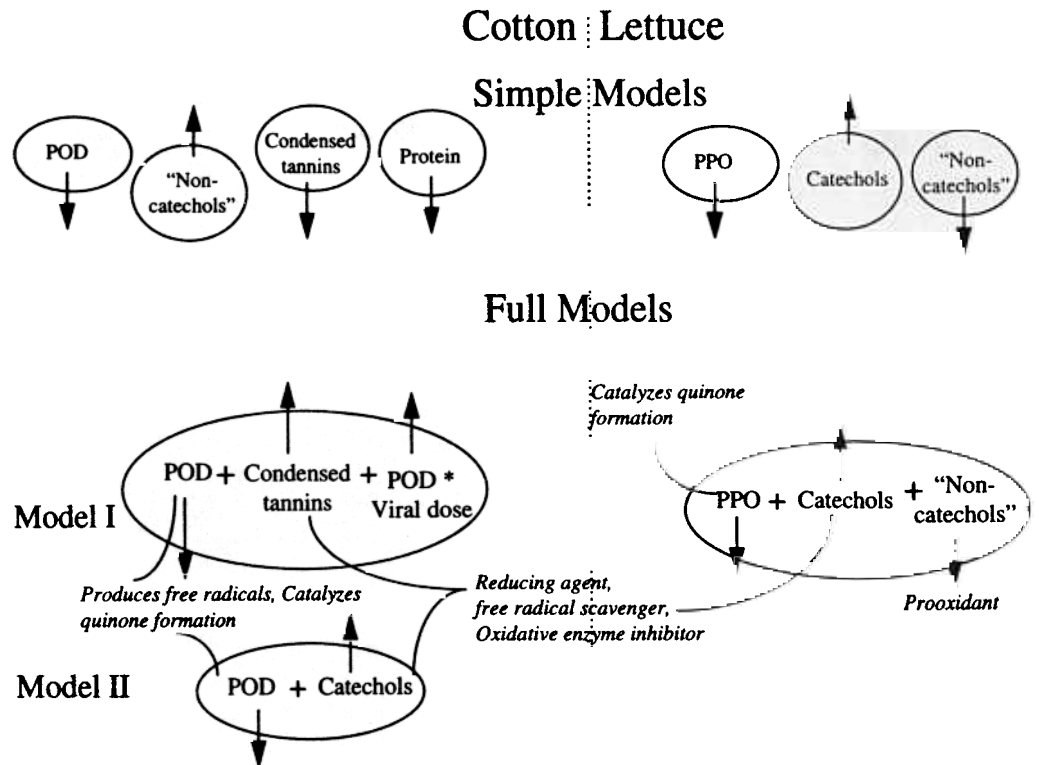 Cotton Lettuce
Simple Models
POD
"Non-
catechols"
Condensed
tannins
Protein
PPO
Catechols
"Non-
catechols"
Full Models
Model I
POD + Condensed
tannins
+ POD *
Viral dose
Catalyzes quinone
formation
PPO + Catechols + "Non-
catechols"
Produces free radicals, Catalyzes
quinone formation
Reducing agent,
free radical scavenger,
Oxidative enzyme inhibitor
Prooxidant
Model II
POD + Catechols